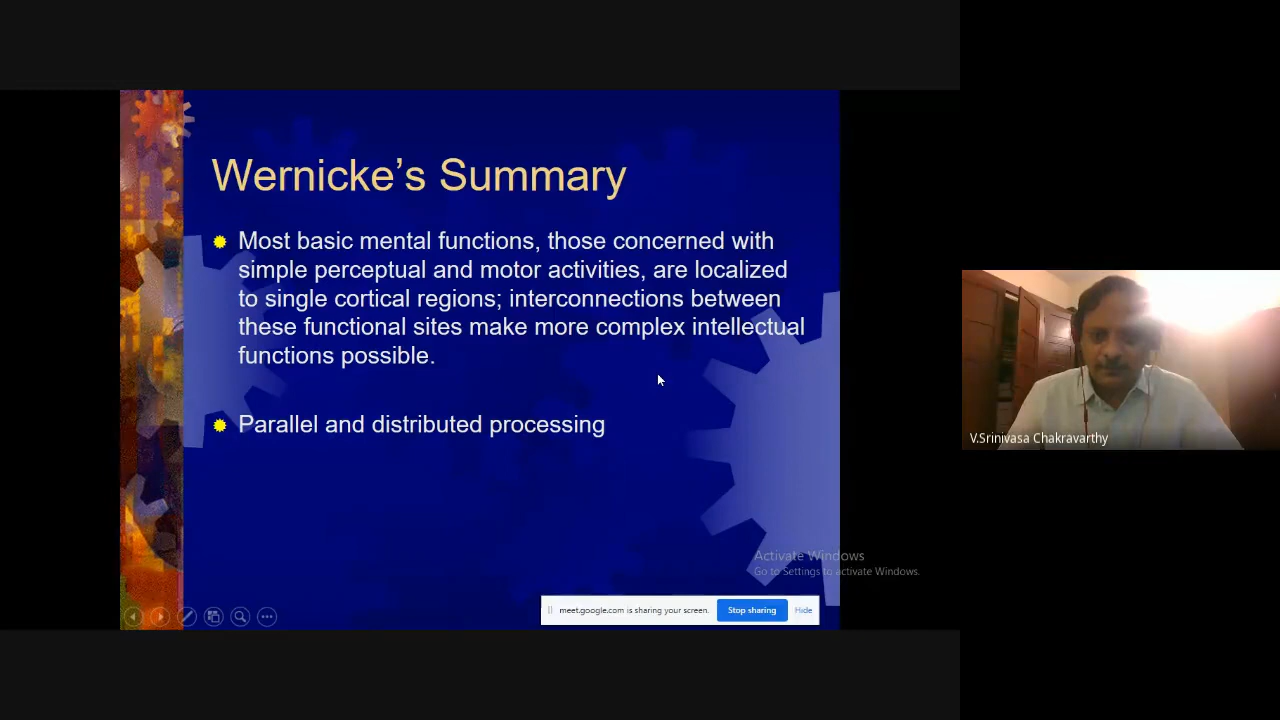 Wernicke's Summary
Most basic mental functions, those concerned with
simple perceptual and motor activities, are localized
to single cortical regions; interconnections between
these functional sites make more complex intellectual
functions possible.
Parallel and distributed processing
V.Srinivasa Chakravarthy
Activate Windows
Go to Settings to activate Windows.
meet.google.com is sharing your screen.
Stop sharing
Hide